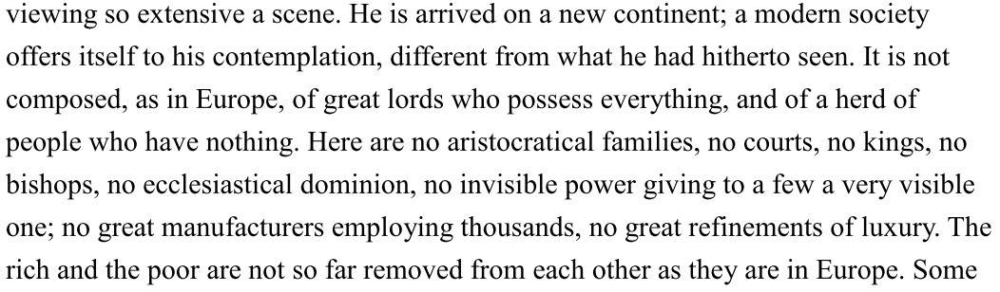 viewing so extensive a scene. He is arrived on a new continent; a modern society
offers itself to his contemplation, different from what he had hitherto seen. It is not
composed, as in Europe, of great lords who possess everything, and of a herd of
people who have nothing. Here are no aristocratical families, no courts, no kings, no
bishops, no ecclesiastical dominion, no invisible power giving to a few a very visible
one; no great manufacturers employing thousands, no great refinements of luxury. The
rich and the poor are not so far removed from each other as they are in Europe. Some